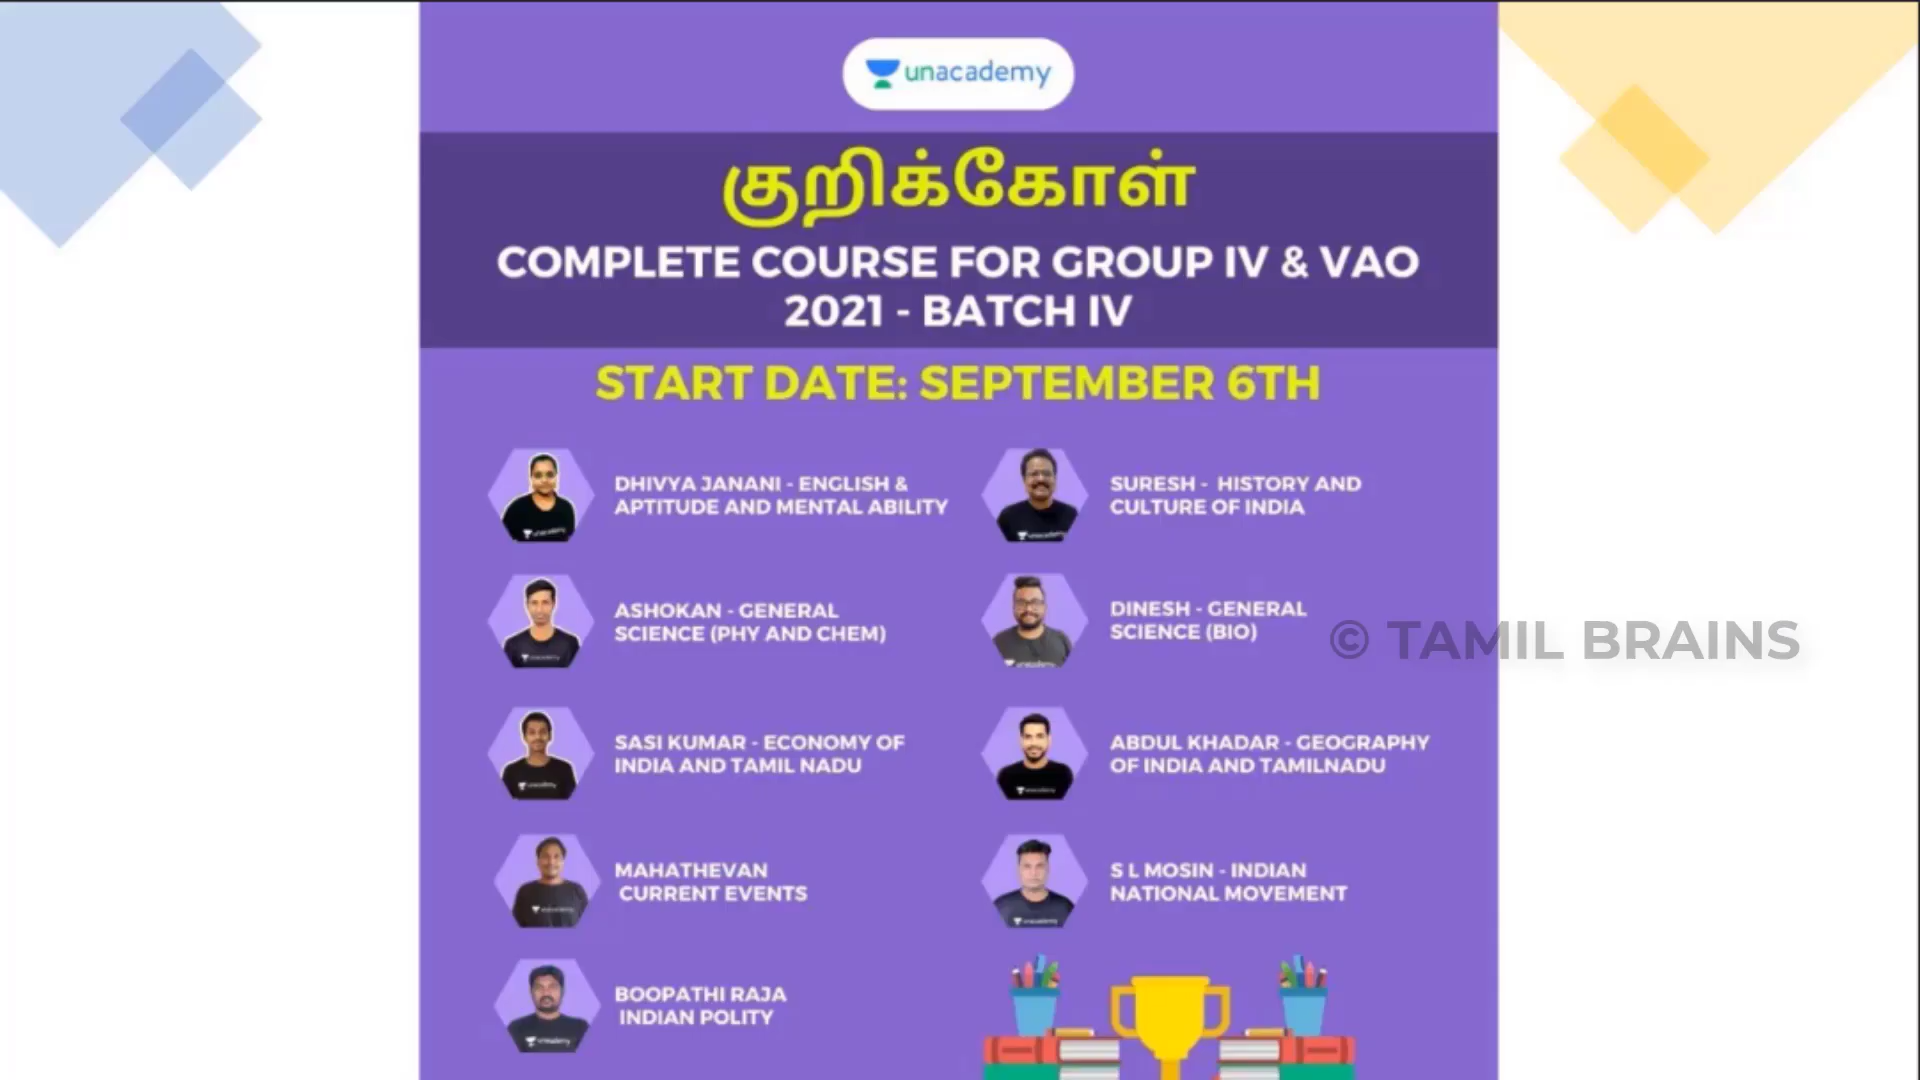 unacademy
குறிக்கோள்
COMPLETE COURSE FOR GROUP IV & VAO
2021 - BATCH IV
START DATE: SEPTEMBER 6TH
DHIVYA JANANI - ENGLISH &
APTITUDE AND MENTAL ABILITY
SURESH - HISTORY AND
CULTURE OF INDIA
ASHOKAN - GENERAL
SCIENCE (PHY AND CHEM)
DINESH - GENERAL
SCIENCE (BIO)
© TAMIL BRAINS
SASI KUMAR - ECONOMY OF
INDIA AND TAMIL NADU
ABDUL KHADAR - GEOGRAPHY
OF INDIA AND TAMILNADU
MAHATHEVAN
CURRENT EVENTS
S L MOSIN - INDIAN
NATIONAL MOVEMENT
BOOPATHI RAJA
INDIAN POLITY